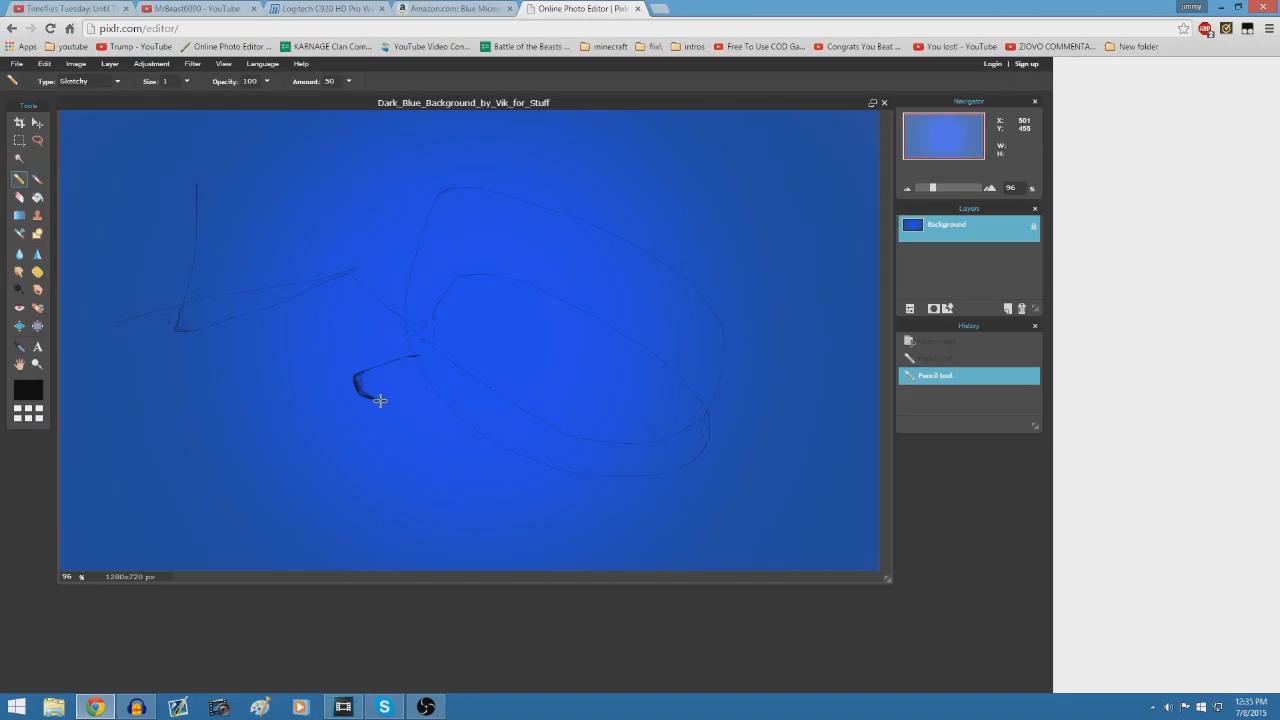 Timeflies Tuesday: Until T
MrBeast6000 - YouTube
Logitech C920 HD Pro We
Amazon.com: Blue Microp
Online Photo Editor | Pixlr
jimmy
pixlr.com/editor/
Apps
youtube
Trump - YouTube
Online Photo Editor ...
KARNAGE Clan Com...
YouTube Video Con...
Battle of the Beasts ...
minecraft
flix\
intros
Free To Use COD Ga...
Congrats You Beat ...
You lost! - YouTube
ZIOVO COMMENTA...
New folder
File Edit Image Layer Adjustment Filter View Language Help
Login | Sign up
Type: Sketchy Size: 1 Opacity: 100 Amount: 50
Tools
Dark_Blue_Background_by_Vik_for_Stuff
Navigator
X: 501
Y: 455
W:
H:
96 %
Layers
Background
History
Pencil tool
Pencil tool
96 % 1280x720 px
12:35 PM
7/8/2015